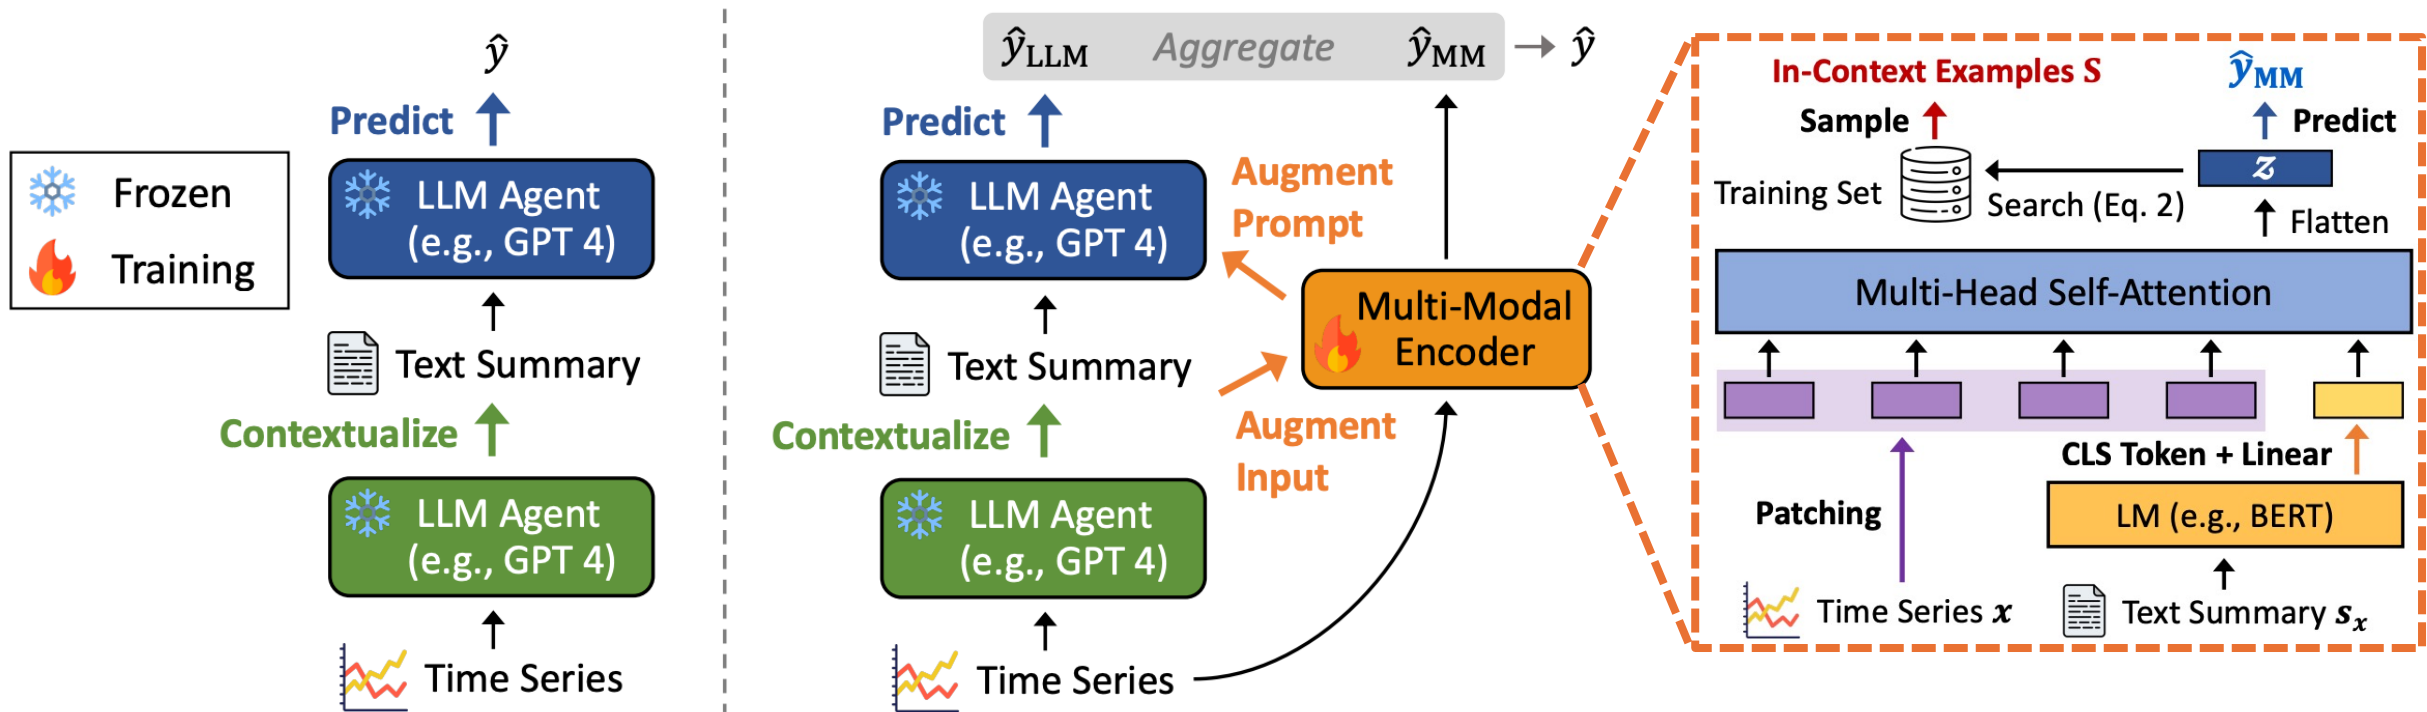 Frozen
Training
ŷ
Predict
LLM Agent
(e.g., GPT 4)
Text Summary
Contextualize
LLM Agent
(e.g., GPT 4)
Time Series
ŷLLM Aggregate ŷMM → ŷ
Predict
LLM Agent
(e.g., GPT 4)
Augment
Prompt
Multi-Modal
Encoder
Text Summary
Augment
Input
Contextualize
LLM Agent
(e.g., GPT 4)
Time Series
In-Context Examples S
ŷMM
Sample
Predict
Training Set
z
Search (Eq. 2)
Flatten
Multi-Head Self-Attention
CLS Token + Linear
Patching
LM (e.g., BERT)
Time Series x
Text Summary sx